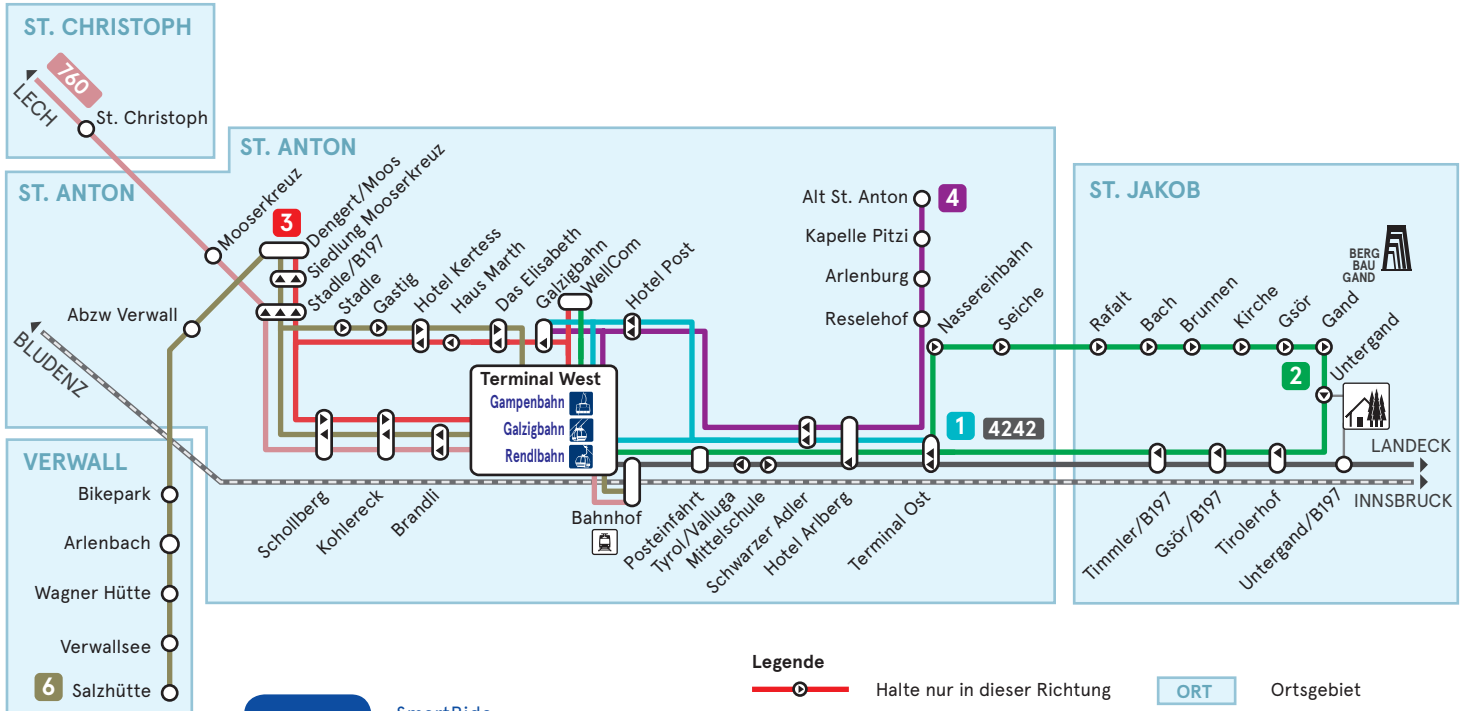 ST. CHRISTOPH
760
LECH
St. Christoph
ST. ANTON
ST. ANTON
ST. JAKOB
Mooserkreuz
3
Dengert/Moos
Siedlung Mooserkreuz
Stadle/B197
Stadle
Gastig
Hotel Kertess
Haus Marth
Das Elisabeth
Galzigbahn
WellCom
Hotel Post
Alt St. Anton
4
Kapelle Pitzi
Arlenburg
Reselehof
Nassereinbahn
Seiche
Rafalt
Bach
Brunnen
Kirche
Gsör
Gand
Untergand
BERG
BAU
GAND
Abzw Verwall
BLUDENZ
Terminal West
Gampenbahn
Galzigbahn
Rendlbahn
2
1
4242
LANDECK
INNSBRUCK
VERWALL
Bikepark
Arlenbach
Wagner Hütte
Verwallsee
6
Salzhütte
Schollberg
Kohlereck
Brandli
Bahnhof
Posteinfahrt
Tyrol/Valluga
Mittelschule
Schwarzer Adler
Hotel Arlberg
Terminal Ost
Timmler/B197
Gsör/B197
Tirolerhof
Untergand/B197
Legende
Halte nur in dieser Richtung
ORT
Ortsgebiet